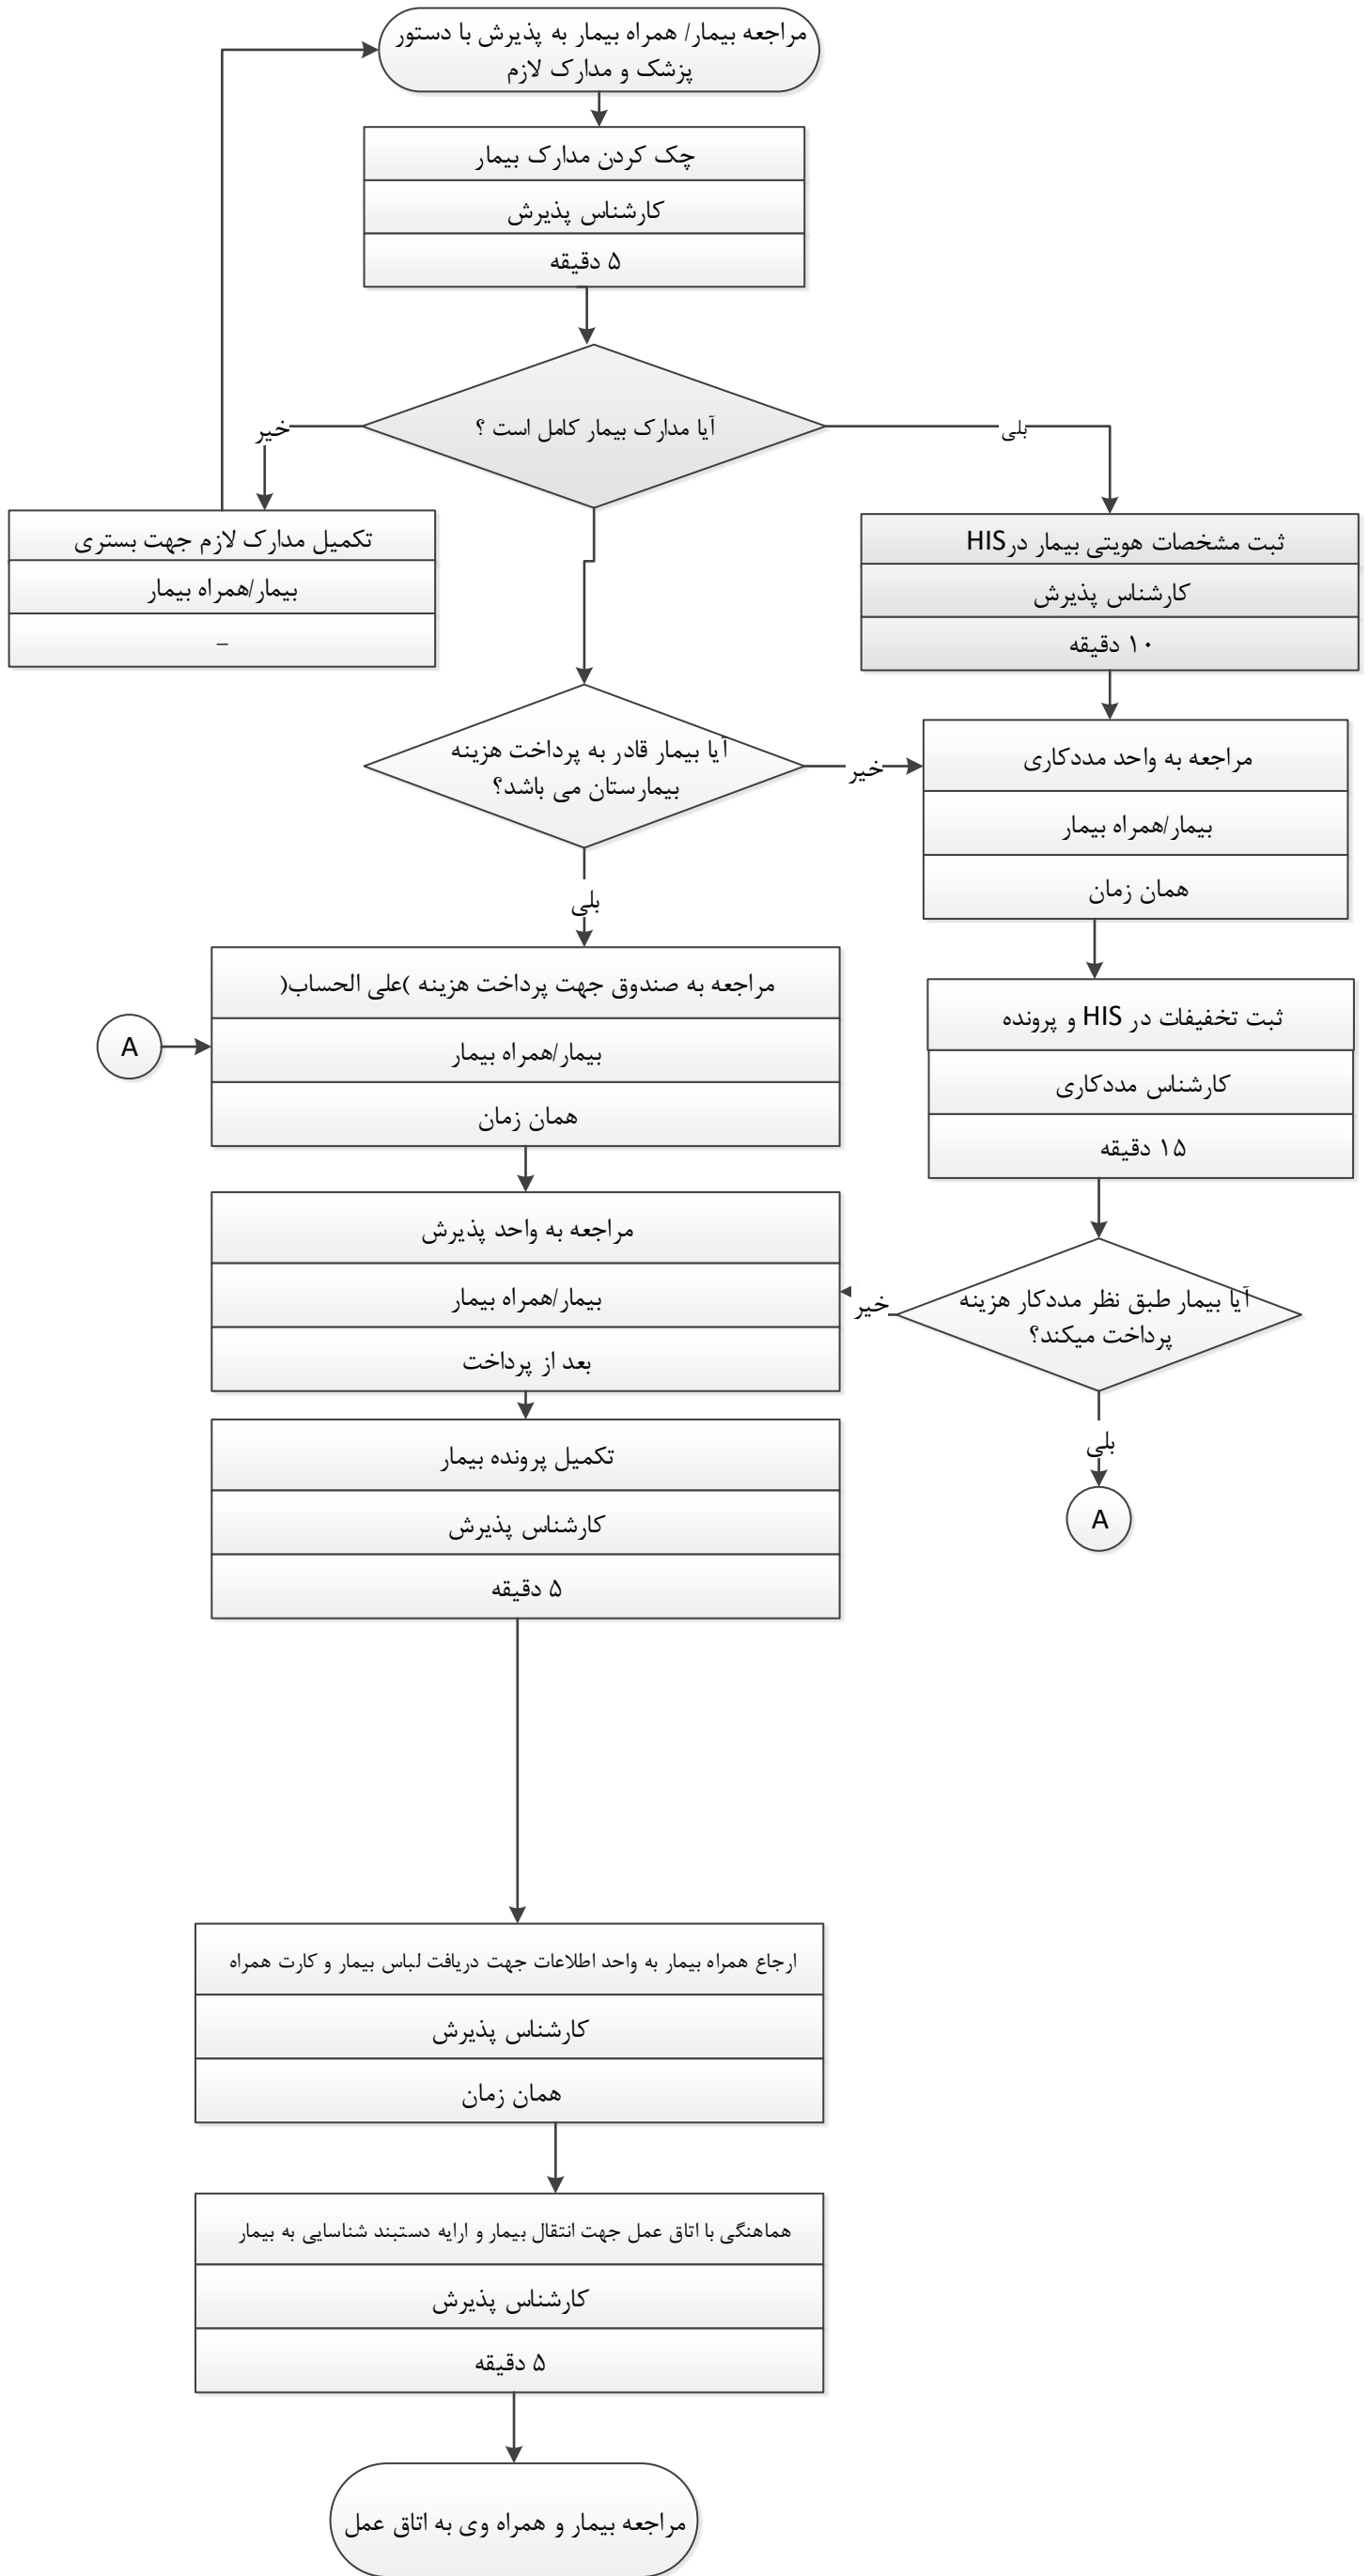 مراجعه بیمار/ همراه بیمار به پذیرش با دستور
پزشک و مدارک لازم
چک کردن مدارک بیمار
کارشناس پذیرش
۵ دقیقه
آیا مدارک بیمار کامل است ؟
بلی
خیر
ثبت مشخصات هویتی بیمار درHIS
کارشناس پذیرش
۱۰ دقیقه
تکمیل مدارک لازم جهت بستری
بیمار/همراه بیمار
_
آیا بیمار قادر به پرداخت هزینه
بیمارستان می باشد؟
خیر
بلی
مراجعه به واحد مددکاری
بیمار/همراه بیمار
همان زمان
مراجعه به صندوق جهت پرداخت هزینه )علی الحساب(
بیمار/همراه بیمار
همان زمان
A
ثبت تخفیفات در HIS و پرونده
کارشناس مددکاری
۱۵ دقیقه
آیا بیمار طبق نظر مددکار هزینه
پرداخت میکند؟
خیر
بلی
A
مراجعه به واحد پذیرش
بیمار/همراه بیمار
بعد از پرداخت
تکمیل پرونده بیمار
کارشناس پذیرش
۵ دقیقه
ارجاع همراه بیمار به واحد اطلاعات جهت دریافت لباس بیمار و کارت همراه
کارشناس پذیرش
همان زمان
هماهنگی با اتاق عمل جهت انتقال بیمار و ارایه دستبند شناسایی به بیمار
کارشناس پذیرش
۵ دقیقه
مراجعه بیمار و همراه وی به اتاق عمل